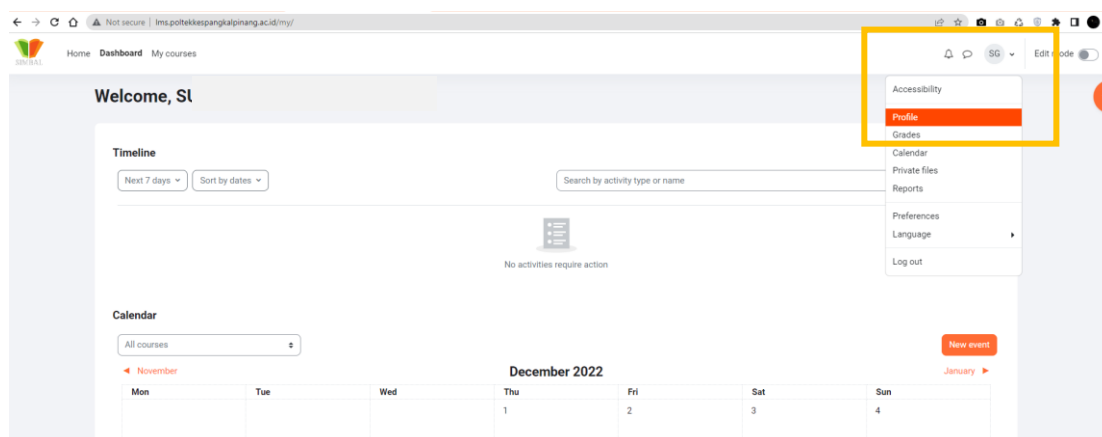 Not secure | lms.poltekkespangkalpinang.ac.id/my/
SIMBAL
Home Dashboard My courses
SG
Edit mode
Accessibility
Welcome, SU
Profile
Grades
Calendar
Private files
Reports
Preferences
Language
Log out
Timeline
Next 7 days
Sort by dates
Search by activity type or name
No activities require action
Calendar
All courses
New event
November
December 2022
January
Mon Tue Wed Thu Fri Sat Sun
1 2 3 4